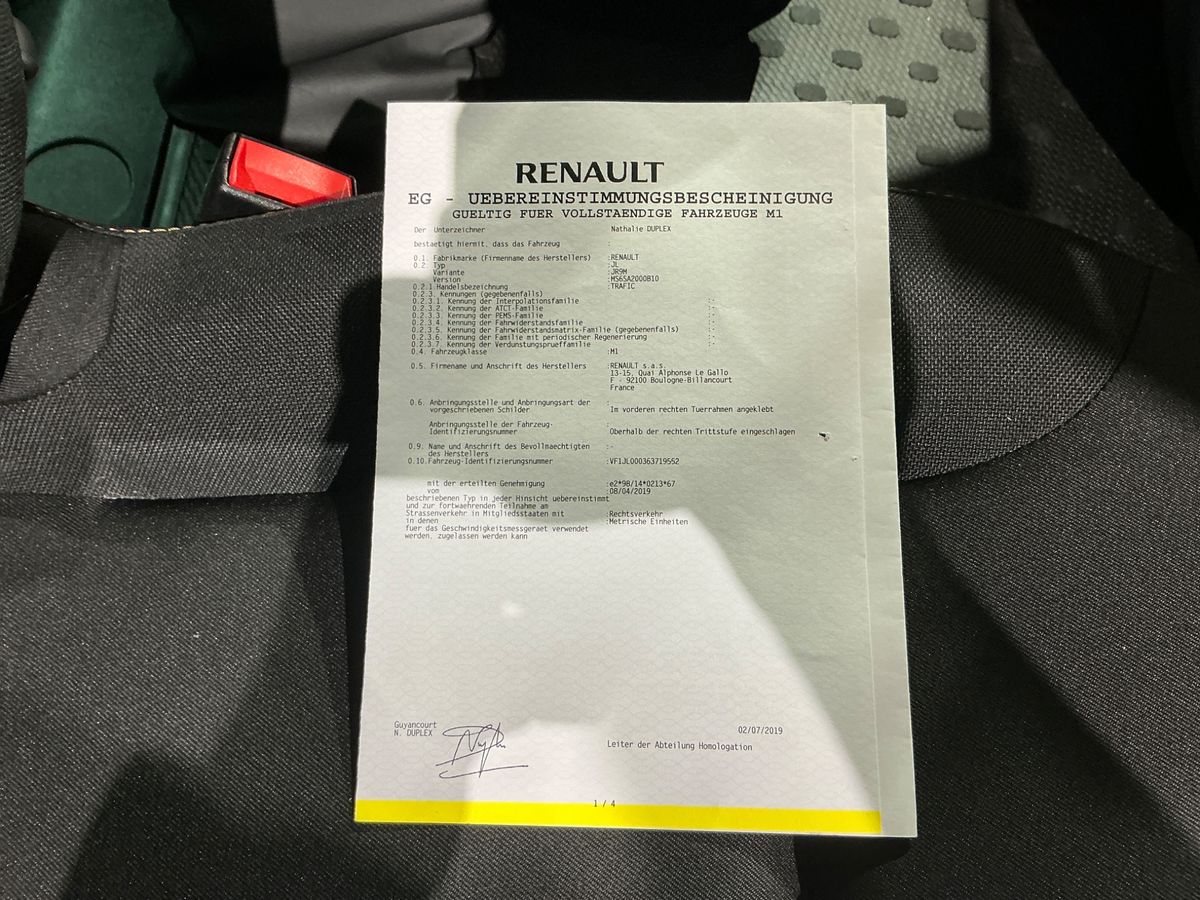 RENAULT
EG - UEBEREINSTIMMUNGSBESCHEINIGUNG
GUELTIG FUER VOLLSTAENDIGE FAHRZEUGE M1
Der Unterzeichner Nathalie DUPLEX
bestaetigt hiermit, dass das Fahrzeug :
0.1. Fabrikmarke (Firmenname des Herstellers) :RENAULT
0.2. Typ :JL
Variante :JR9M
Version :MS6SA2000B10
0.2.1 Handelsbezeichnung :TRAFIC
0.2.3. Kennungen (gegebenenfalls)
0.2.3.1. Kennung der Interpolationsfamilie :-
0.2.3.2. Kennung der ATCT-Familie :-
0.2.3.3. Kennung der PEMS-Familie :-
0.2.3.4. Kennung der Fahrwiderstandsfamilie :-
0.2.3.5. Kennung der Fahrwiderstandsmatrix-Familie (gegebenenfalls) :-
0.2.3.6. Kennung der Familie mit periodischer Regenerierung :-
0.2.3.7. Kennung der Verdunstungsprueffamilie :-
0.4. Fahrzeugklasse :M1
0.5. Firmename und Anschrift des Herstellers :RENAULT s.a.s.
13-15, Quai Alphonse Le Gallo
F - 92100 Boulogne-Billancourt
France
0.6. Anbringungsstelle und Anbringungsart der :
vorgeschriebenen Schilder Im vorderen rechten Tuerrahmen angeklebt
Anbringungsstelle der Fahrzeug-
Identifizierungsnummer :Oberhalb der rechten Trittstufe eingeschlagen
0.9. Name und Anschrift des Bevollmaechtigten :-
des Herstellers
0.10.Fahrzeug-Identifizierungsnummer :VF1JL000363719552
mit der erteilten Genehmigung :e2*98/14*0213*67
vom :08/04/2019
beschriebenen Typ in jeder Hinsicht uebereinstimmt
und zur fortwaehrenden Teilnahme am
Strassenverkehr in Mitgliedsstaaten mit :Rechtsverkehr
in denen :Metrische Einheiten
fuer das Geschwindigkeitsmessgeraet verwendet
werden, zugelassen werden kann
Guyancourt 02/07/2019
N. DUPLEX
Leiter der Abteilung Homologation
1 / 4